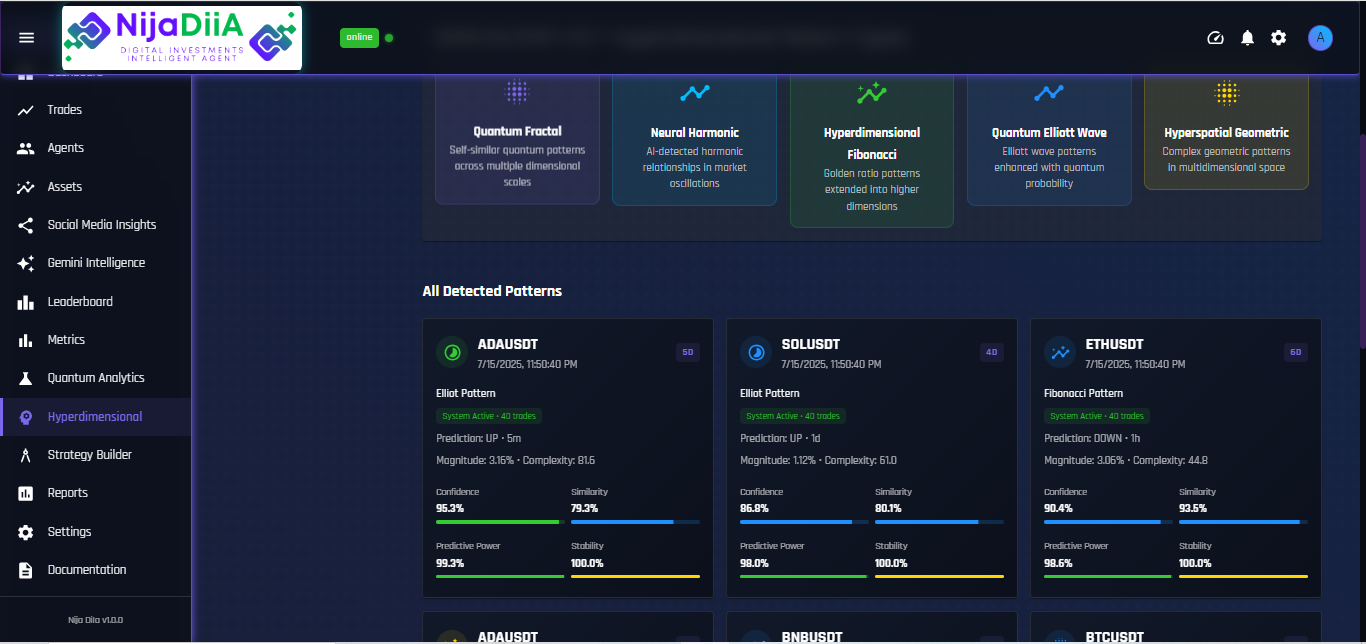 NijaDiiA
DIGITAL INVESTMENTS
INTELLIGENT AGENT
online
A
Dashboard
Trades
Agents
Assets
Social Media Insights
Gemini Intelligence
Leaderboard
Metrics
Quantum Analytics
Hyperdimensional
Strategy Builder
Reports
Settings
Documentation
Nija Diia v1.0.0
Quantum Fractal
Self-similar quantum patterns
across multiple dimensional
scales
Neural Harmonic
AI-detected harmonic
relationships in market
oscillations
Hyperdimensional
Fibonacci
Golden ratio patterns
extended into higher
dimensions
Quantum Elliott Wave
Elliott wave patterns
enhanced with quantum
probability
Hyperspatial Geometric
Complex geometric patterns
in multidimensional space
All Detected Patterns
ADAUSDT
7/15/2025, 11:50:40 PM
5D
Elliot Pattern
System Active • 40 trades
Prediction: UP • 5m
Magnitude: 3.16% • Complexity: 81.6
Confidence Similarity
95.3% 79.3%
Predictive Power Stability
99.3% 100.0%
SOLUSDT
7/15/2025, 11:50:40 PM
4D
Elliot Pattern
System Active • 40 trades
Prediction: UP • 1d
Magnitude: 1.12% • Complexity: 61.0
Confidence Similarity
86.8% 80.1%
Predictive Power Stability
98.0% 100.0%
ETHUSDT
7/15/2025, 11:50:40 PM
6D
Fibonacci Pattern
System Active • 40 trades
Prediction: DOWN • 1h
Magnitude: 3.06% • Complexity: 44.8
Confidence Similarity
90.4% 93.5%
Predictive Power Stability
98.6% 100.0%
ADAUSDT
BNBUSDT
BTCUSDT